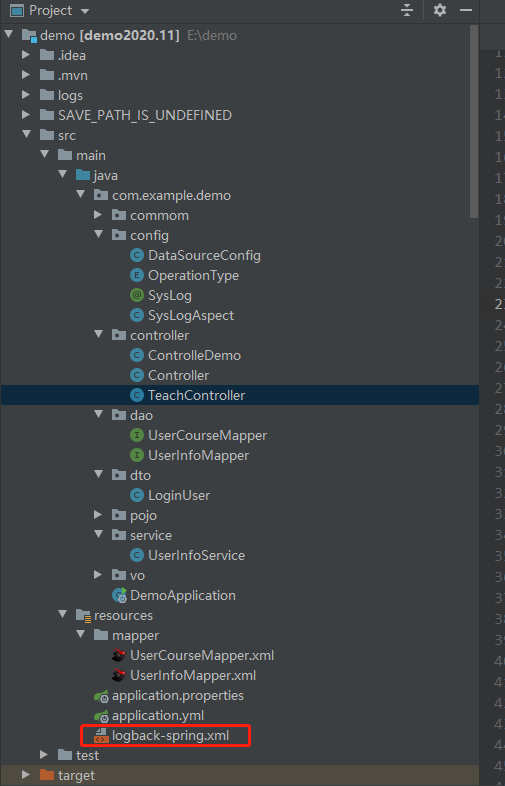 Project
demo [demo2020.11] E:\demo
.idea
.mvn
logs
SAVE_PATH_IS_UNDEFINED
src
main
java
com.example.demo
commom
config
DataSourceConfig
OperationType
SysLog
SysLogAspect
controller
ControlleDemo
Controller
TeachController
dao
UserCourseMapper
UserInfoMapper
dto
LoginUser
pojo
service
UserInfoService
vo
DemoApplication
resources
mapper
UserCourseMapper.xml
UserInfoMapper.xml
application.properties
application.yml
logback-spring.xml
test
target